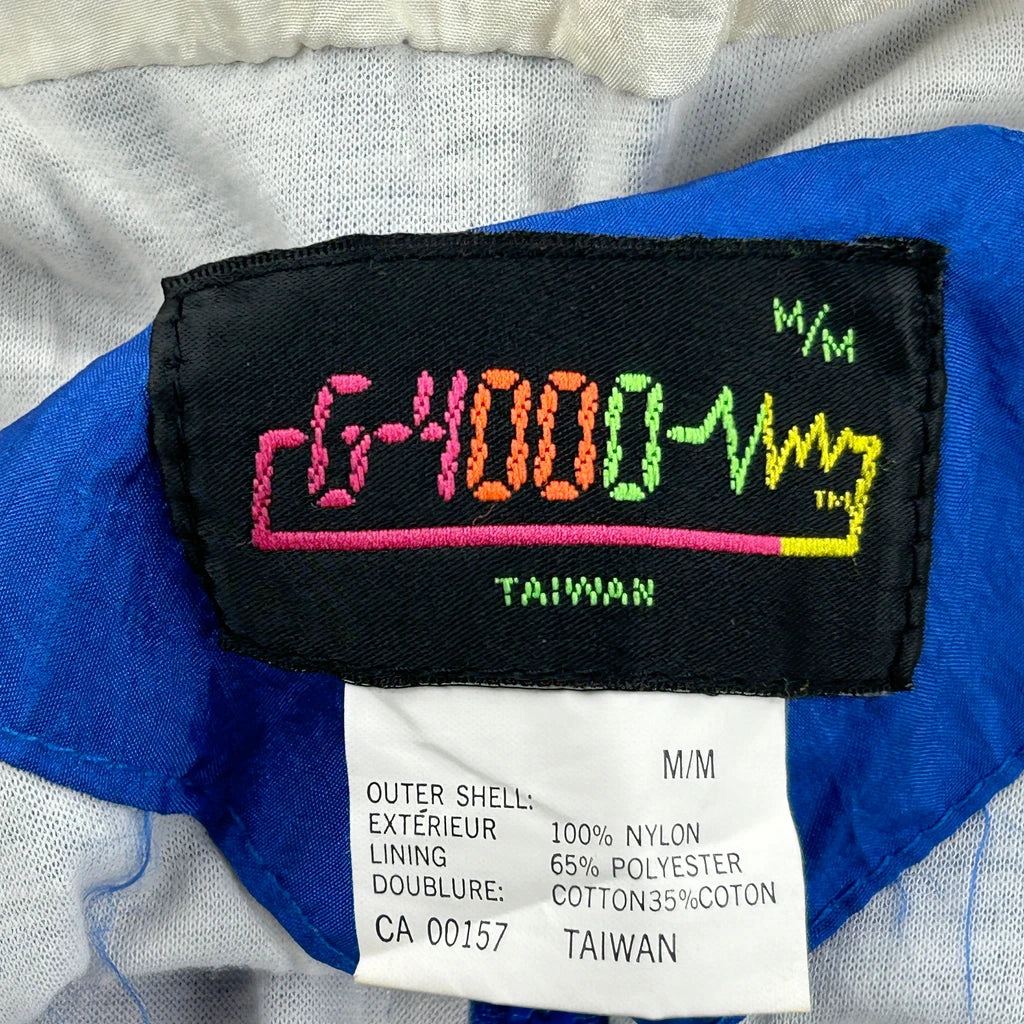 M/M
G-4000
TM
TAIWAN
M/M
OUTER SHELL:
EXTÉRIEUR 100% NYLON
LINING 65% POLYESTER
DOUBLURE: COTTON35%COTON
CA 00157 TAIWAN